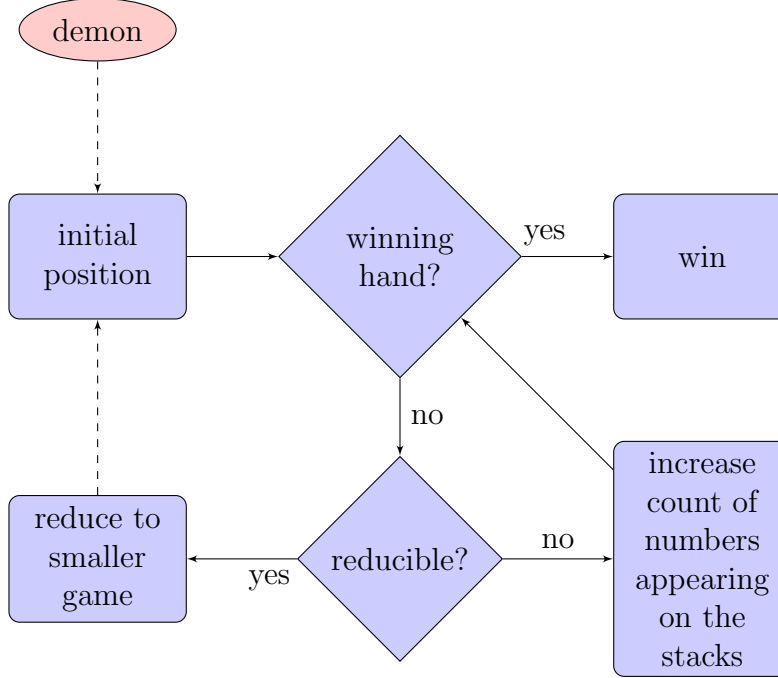 demon
initial
position
winning
hand?
yes
win
no
reduce to
smaller
game
yes
reducible?
no
increase
count of
numbers
appearing
on the
stacks